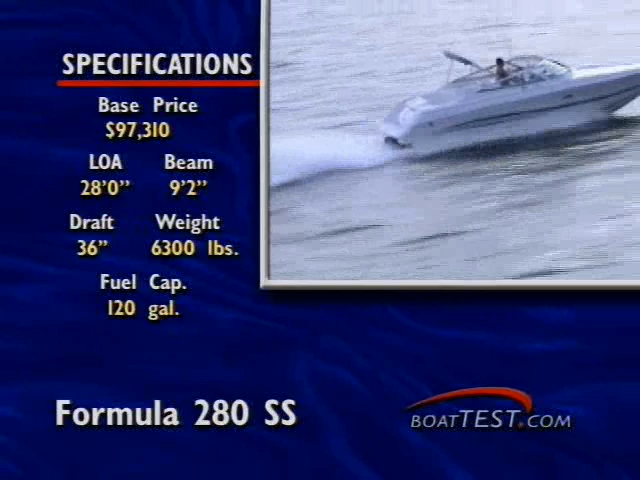 SPECIFICATIONS
Base Price
$97,310
LOA Beam
28'0" 9'2"
Draft Weight
36" 6300 lbs.
Fuel Cap.
120 gal.
Formula 280 SS
BOATTEST.COM